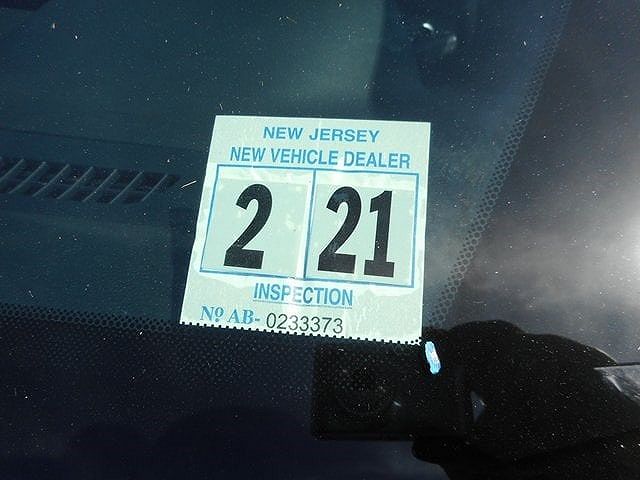 NEW JERSEY
NEW VEHICLE DEALER
2 21
INSPECTION
Nº AB- 0233373